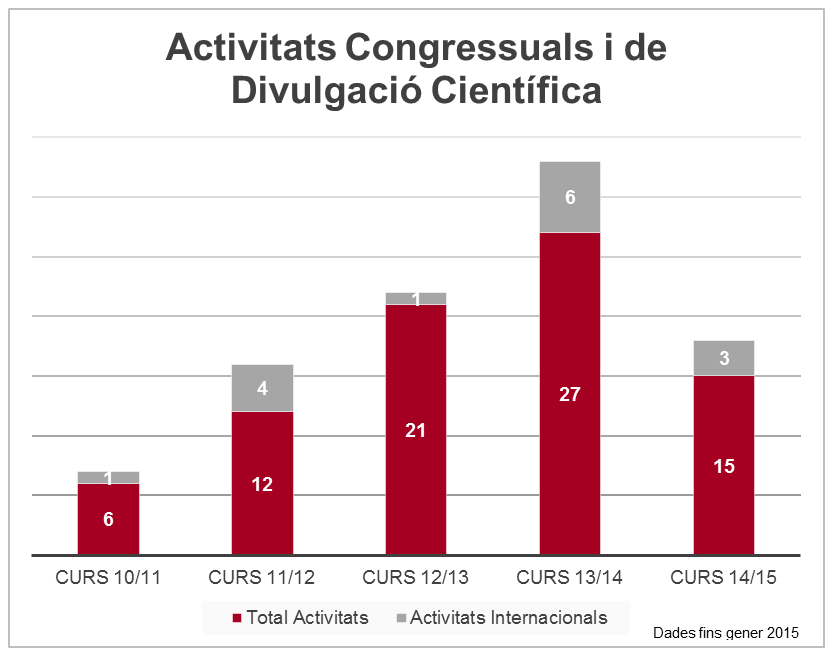 Activitats Congressuals i de
Divulgació Científica
6
4
1
3
1
27
21
12
15
6
CURS 10/11 CURS 11/12 CURS 12/13 CURS 13/14 CURS 14/15
Total Activitats Activitats Internacionals
Dades fins gener 2015